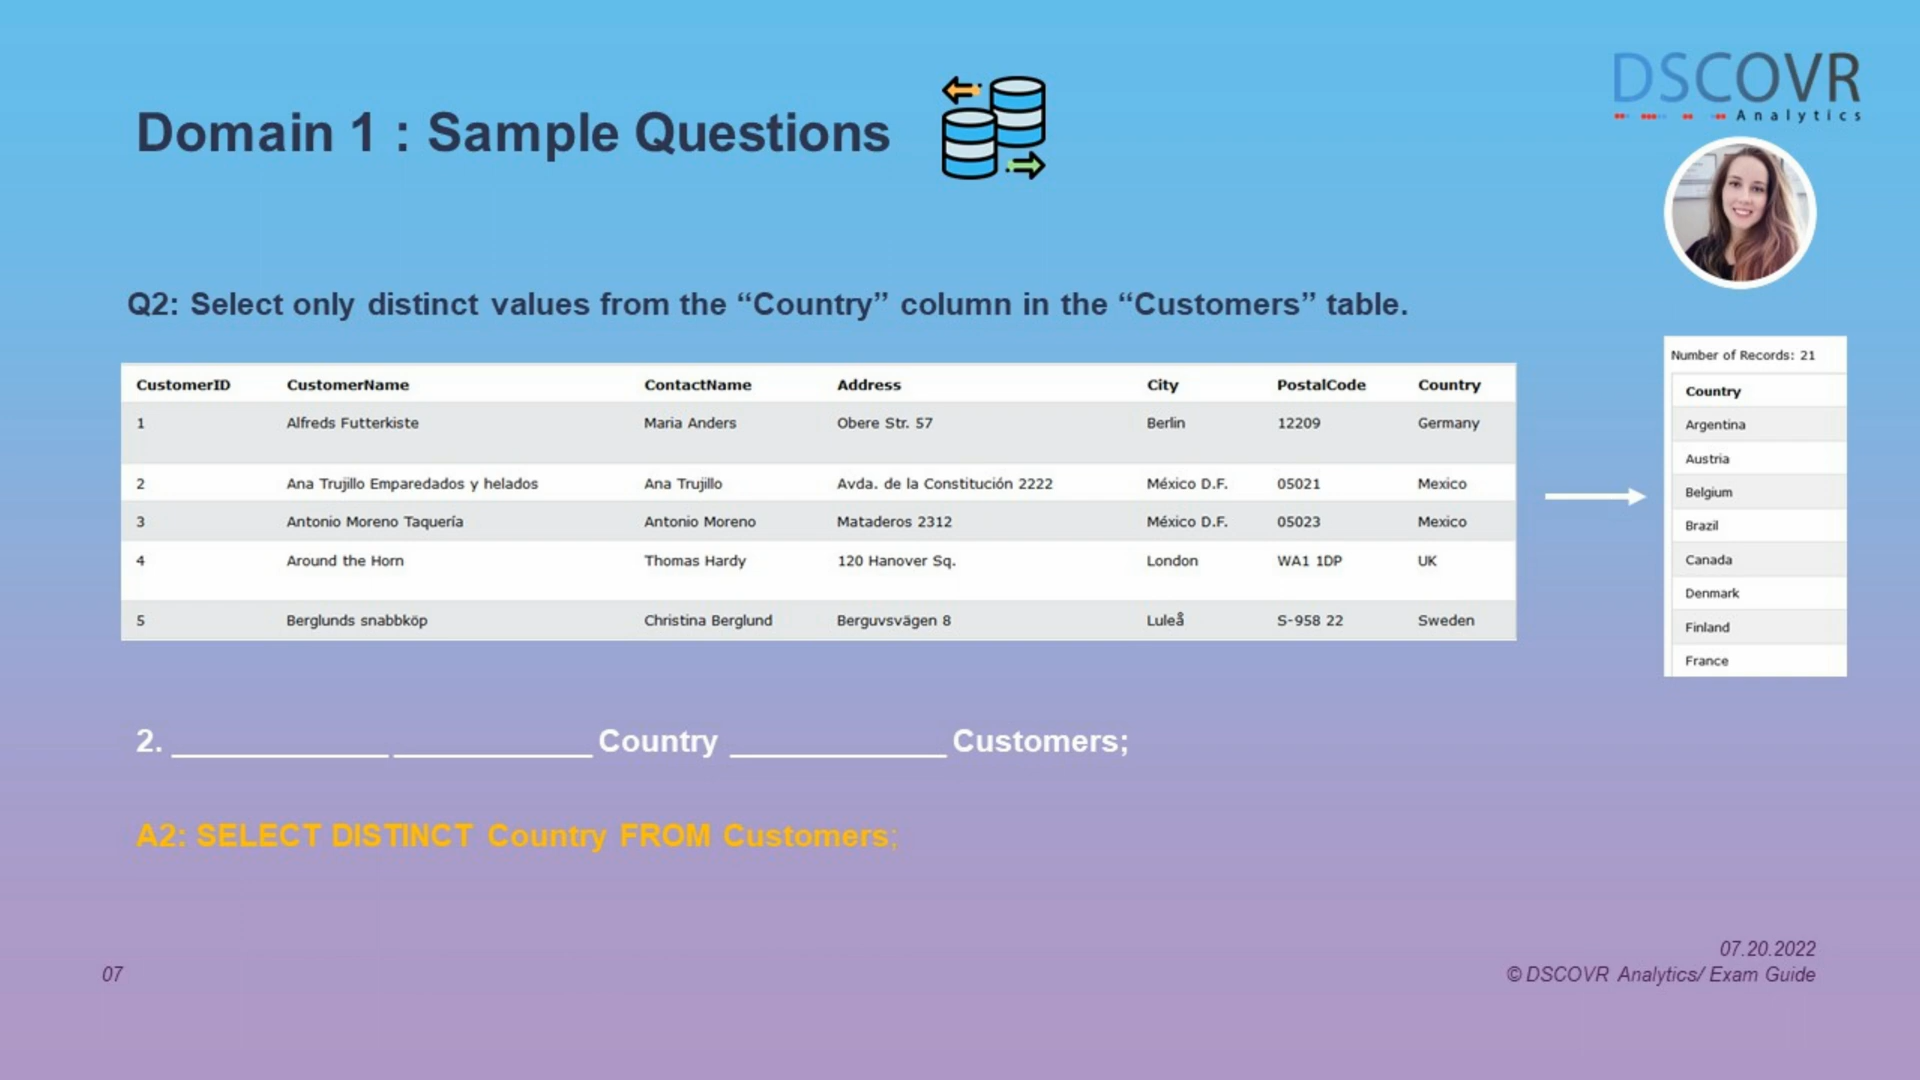 DSCOVR
Analytics
Domain 1 : Sample Questions
Q2: Select only distinct values from the “Country” column in the “Customers” table.
CustomerID CustomerName ContactName Address City PostalCode Country
1 Alfreds Futterkiste Maria Anders Obere Str. 57 Berlin 12209 Germany
2 Ana Trujillo Emparedados y helados Ana Trujillo Avda. de la Constitución 2222 México D.F. 05021 Mexico
3 Antonio Moreno Taquería Antonio Moreno Mataderos 2312 México D.F. 05023 Mexico
4 Around the Horn Thomas Hardy 120 Hanover Sq. London WA1 1DP UK
5 Berglunds snabbköp Christina Berglund Berguvsvägen 8 Luleå S-958 22 Sweden
Number of Records: 21
Country
Argentina
Austria
Belgium
Brazil
Canada
Denmark
Finland
France
2. ____________ ___________ Country ____________ Customers;
A2: SELECT DISTINCT Country FROM Customers;
07
07.20.2022
© DSCOVR Analytics/ Exam Guide